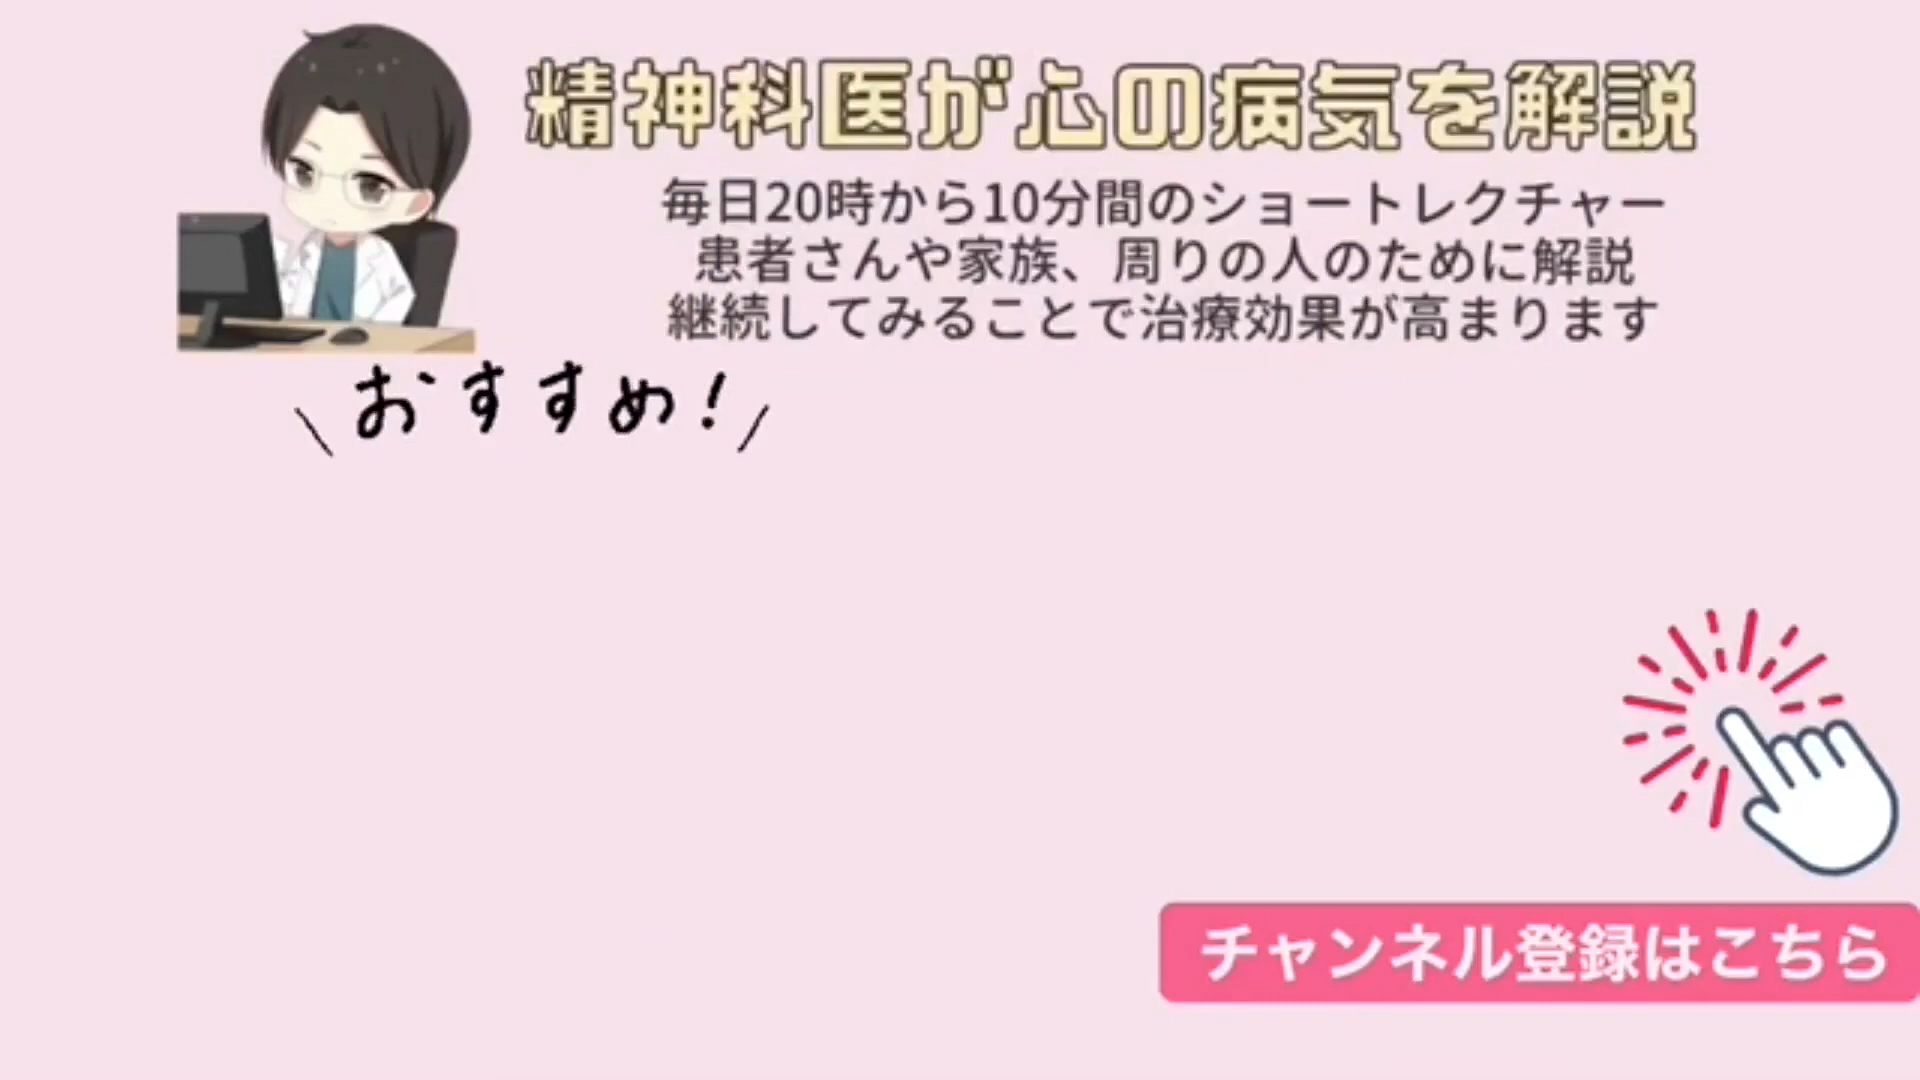 精神科医が心の病気を解説
毎日20時から10分間のショートレクチャー
患者さんや家族、周りの人のために解説
継続してみることで治療効果が高まります
おすすめ!
チャンネル登録はこちら